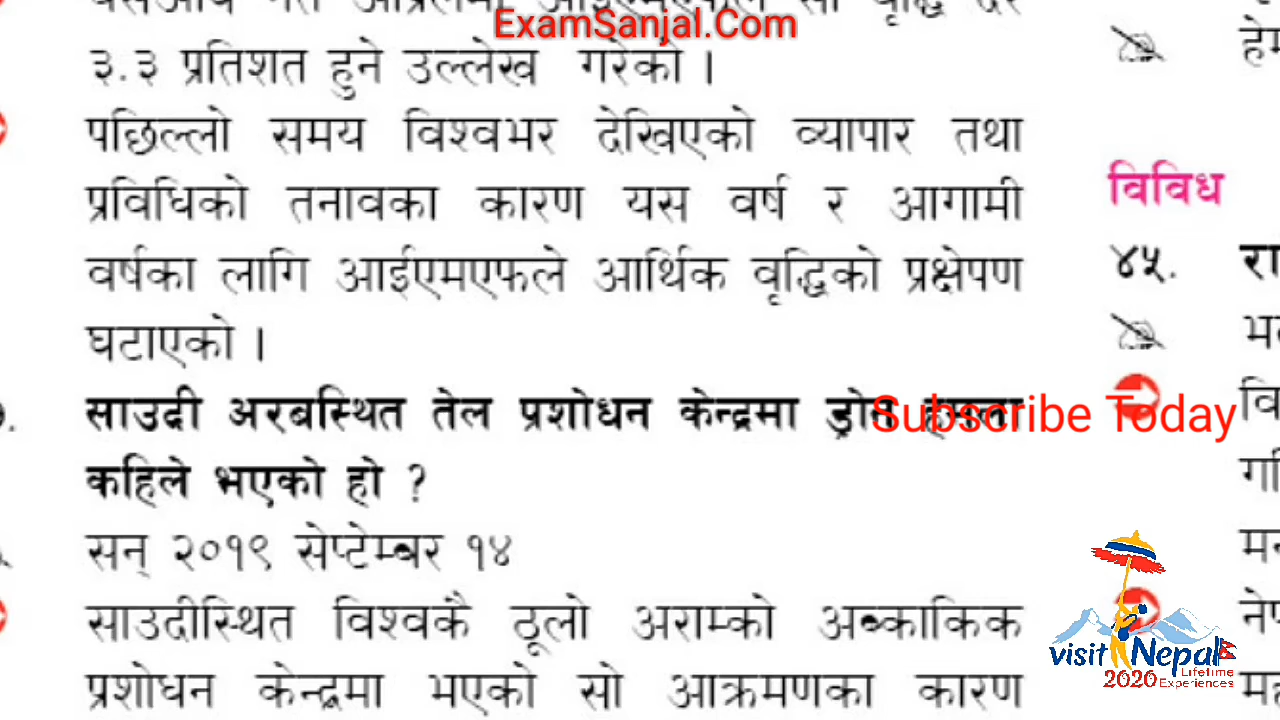 ExamSanjal.Com
३.३ प्रतिशत हुने उल्लेख गरेको ।
पछिल्लो समय विश्वभर देखिएको व्यापार तथा
प्रविधिको तनावका कारण यस वर्ष र आगामी
वर्षका लागि आईएमएफले आर्थिक वृद्धिको प्रक्षेपण
घटाएको ।
साउदी अरबस्थित तेल प्रशोधन केन्द्रमा ड्रोन हमला
कहिले भएको हो ?
सन् २०१९ सेप्टेम्बर १४
साउदीस्थित विश्वकै ठूलो अराम्को अब्काकिक
प्रशोधन केन्द्रमा भएको सो आक्रमणका कारण
विविध
४५.
Subscribe Today
visit Nepal
2020 Lifetime
Experiences